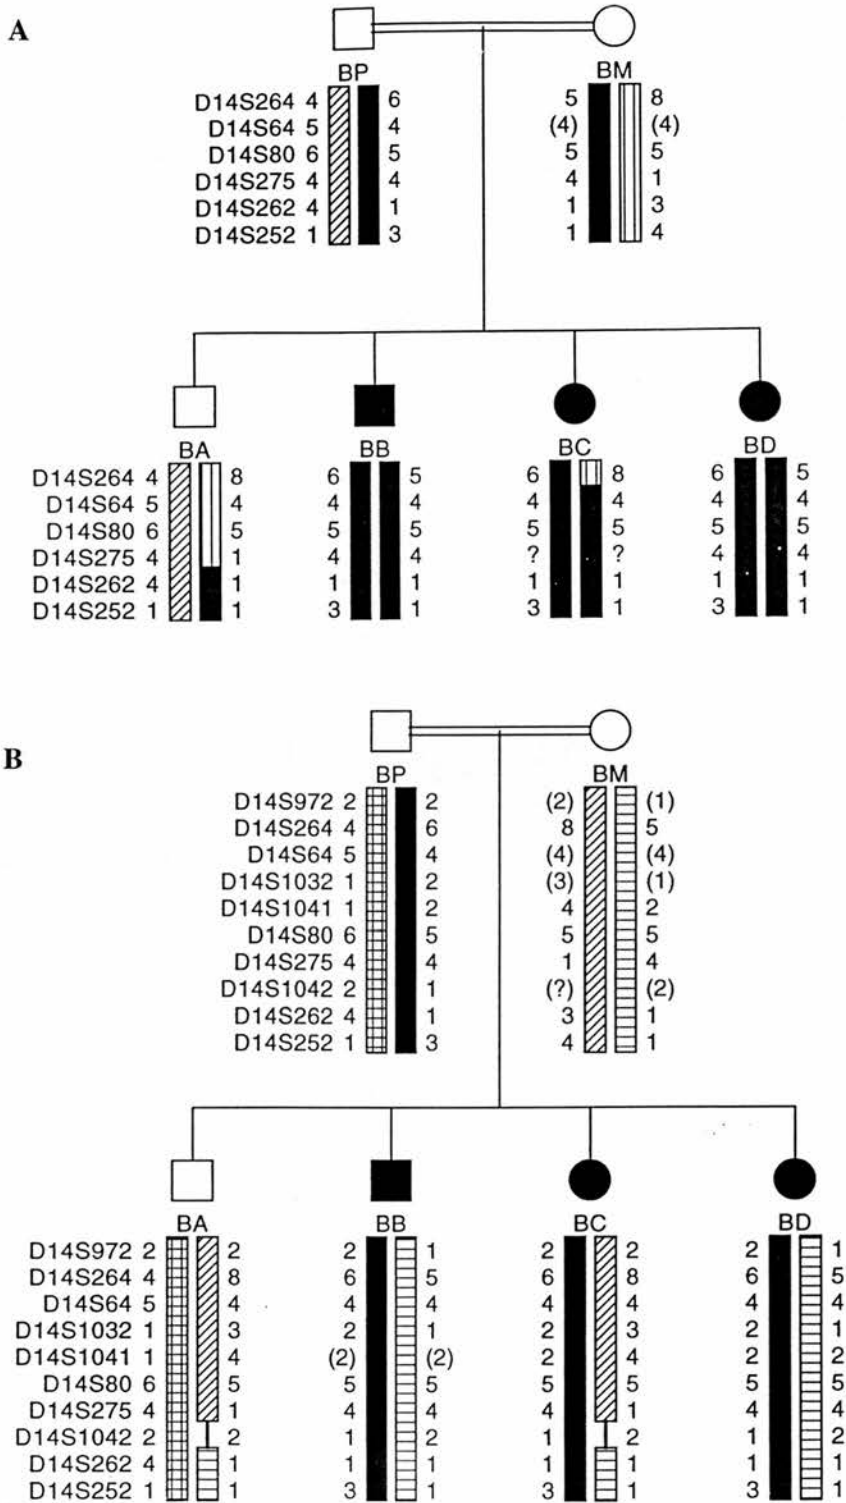 A
BP BM
D14S264 4 6 5 8
D14S64 5 4 (4) (4)
D14S80 6 5 5 5
D14S275 4 4 4 1
D14S262 4 1 1 3
D14S252 1 3 1 4
BA BB BC BD
D14S264 4 8 6 5 6 8 6 5
D14S64 5 4 4 4 4 4 4 4
D14S80 6 5 5 5 5 5 5 5
D14S275 4 1 4 4 ? ? 4 4
D14S262 4 1 1 1 1 1 1 1
D14S252 1 1 3 1 3 1 3 1
B
BP BM
D14S972 2 2 (2) (1)
D14S264 4 6 8 5
D14S64 5 4 (4) (4)
D14S1032 1 2 (3) (1)
D14S1041 1 2 4 2
D14S80 6 5 5 5
D14S275 4 4 1 4
D14S1042 2 1 (?) (2)
D14S262 4 1 3 1
D14S252 1 3 4 1
BA BB BC BD
D14S972 2 2 2 1 2 2 2 1
D14S264 4 8 6 5 6 8 6 5
D14S64 5 4 4 4 4 4 4 4
D14S1032 1 3 2 1 2 3 2 1
D14S1041 1 4 (2) (2) 2 4 2 2
D14S80 6 5 5 5 5 5 5 5
D14S275 4 1 4 4 4 1 4 4
D14S1042 2 2 1 2 1 2 1 2
D14S262 4 1 1 1 1 1 1 1
D14S252 1 1 3 1 3 1 3 1